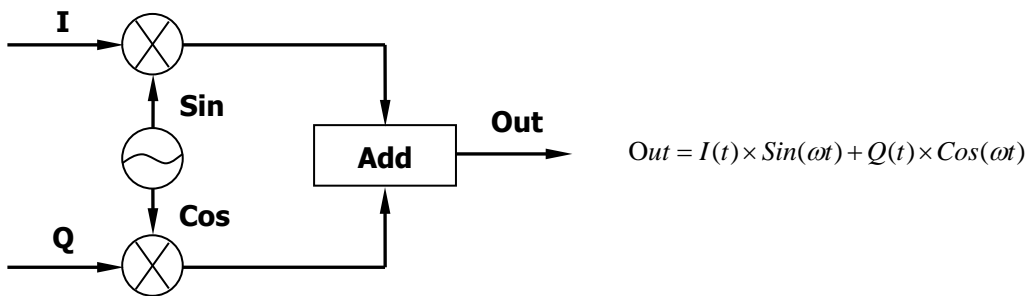 I
Sin
Out
Add
Out = I(t) × Sin(ωt) + Q(t) × Cos(ωt)
Cos
Q